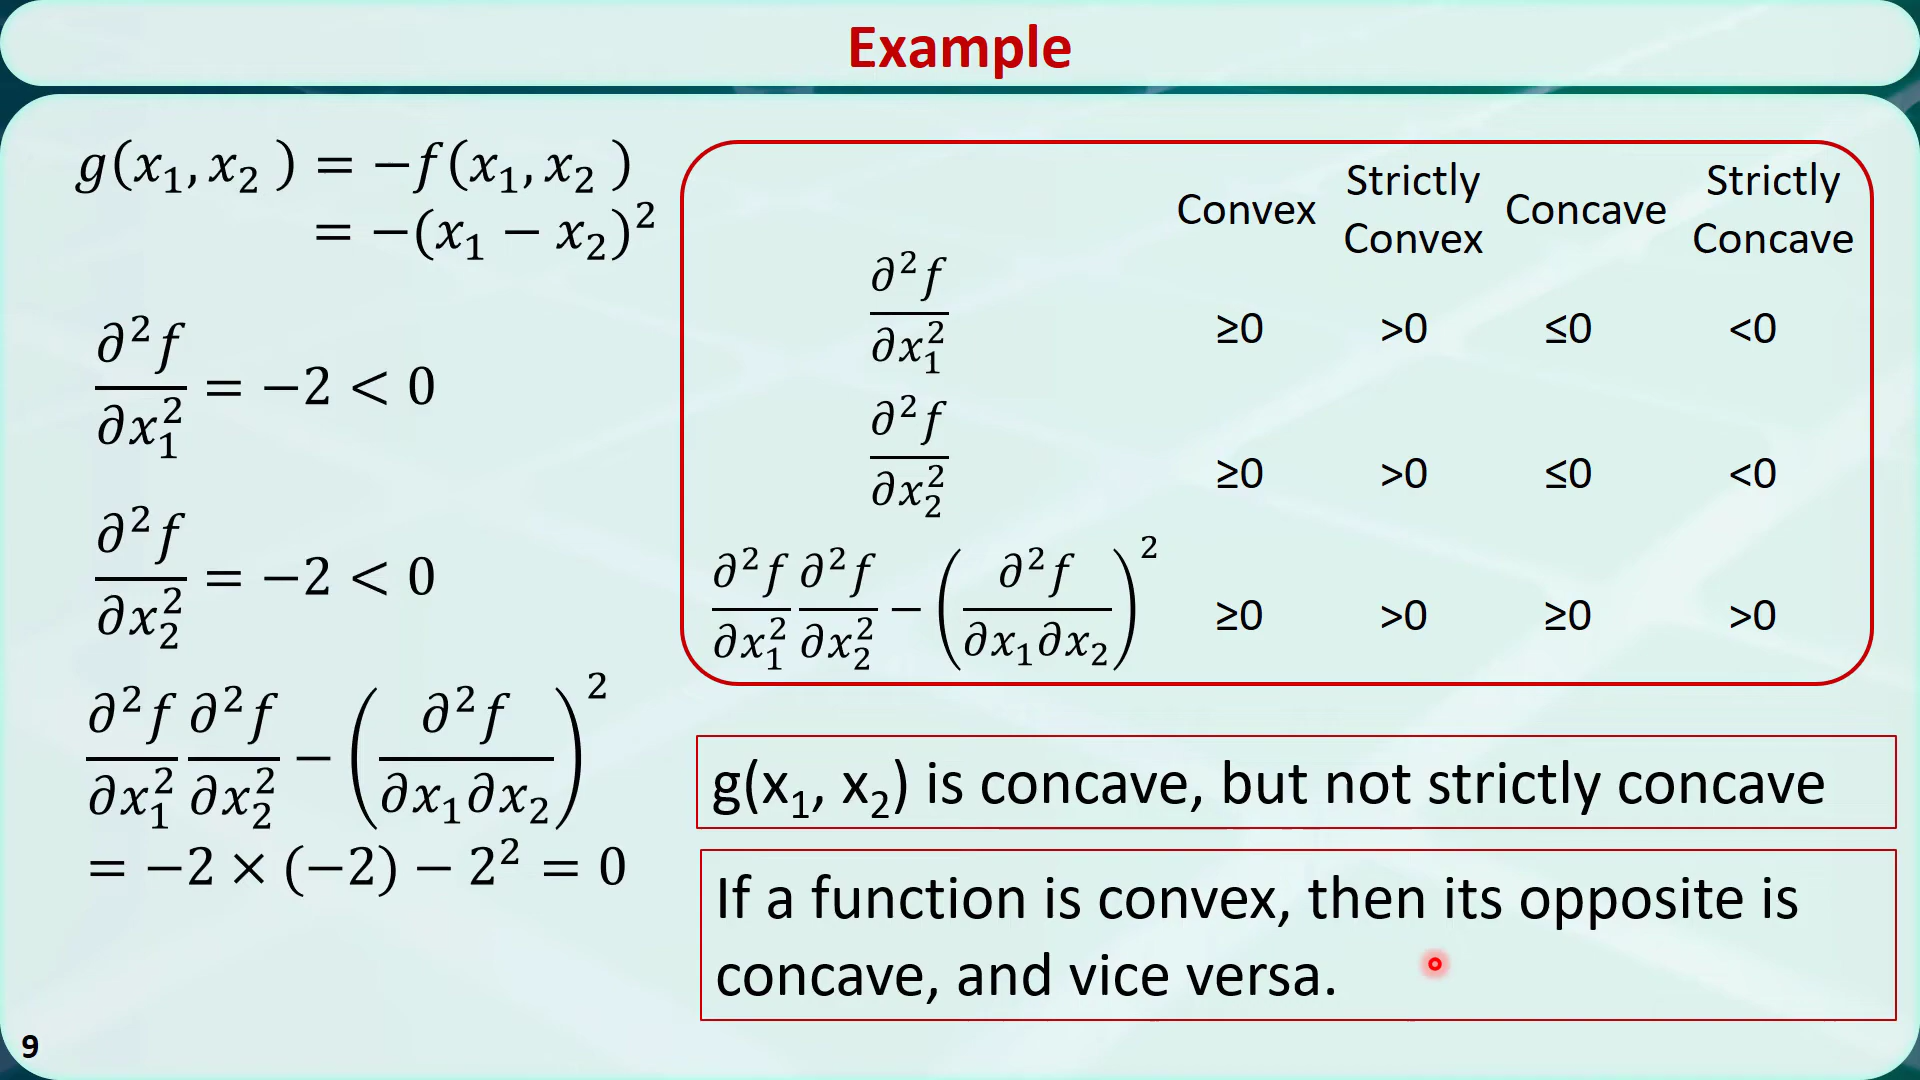 Example
g(x₁, x₂ ) = −f(x₁, x₂ )
= −(x₁ − x₂)²
∂²f/∂x₁² = −2 < 0
∂²f/∂x₂² = −2 < 0
∂²f/∂x₁² ∂²f/∂x₂² − (∂²f/∂x₁∂x₂)²
= −2 × (−2) − 2² = 0
Convex Strictly Convex Concave Strictly Concave
∂²f/∂x₁² ≥0 >0 ≤0 <0
∂²f/∂x₂² ≥0 >0 ≤0 <0
∂²f/∂x₁² ∂²f/∂x₂² − (∂²f/∂x₁∂x₂)² ≥0 >0 ≥0 >0
g(x₁, x₂) is concave, but not strictly concave
If a function is convex, then its opposite is
concave, and vice versa.
9